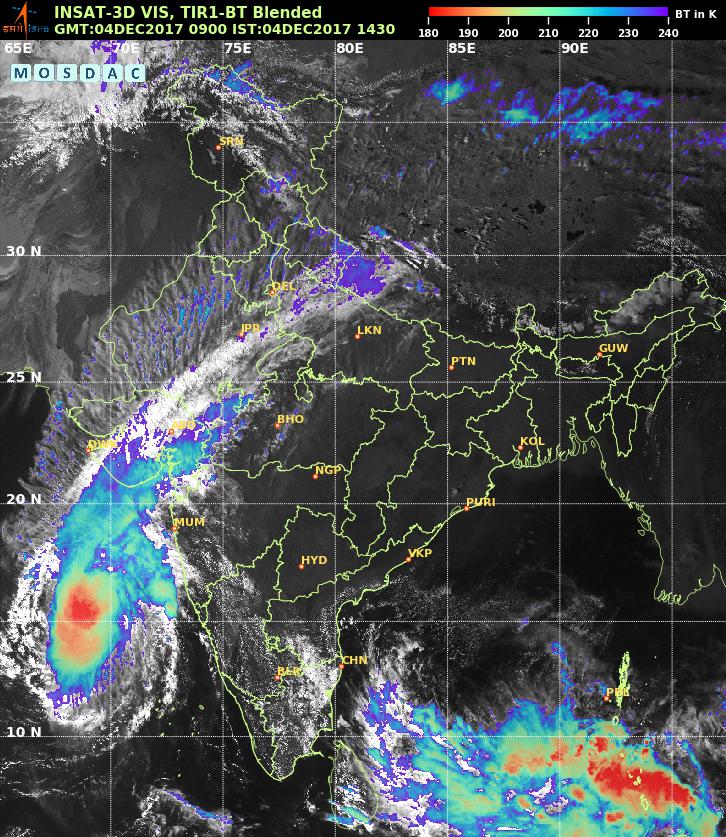 INSAT-3D VIS, TIR1-BT Blended
GMT:04DEC2017 0900 IST:04DEC2017 1430
BT in K
180 190 200 210 220 230 240
65E 70E 75E 80E 85E 90E
MOSDAC
SRN
30 N
DEL
JPR
LKN
GUW
PTN
25 N
BHO
KOL
NGP
20 N
PURI
MUM
VKP
HYD
CHN
BLR
10 N